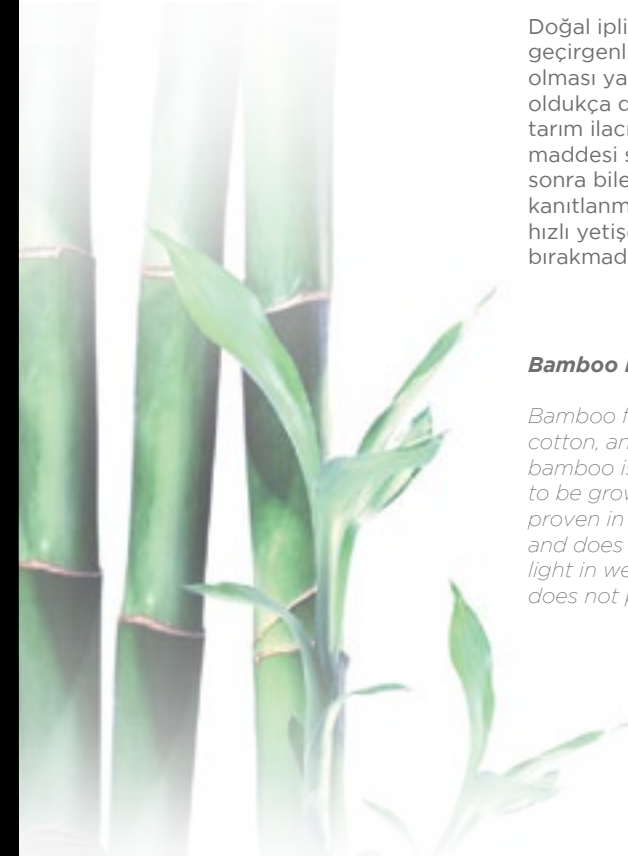 Doğal ipli
geçirgenl
olması ya
oldukça
tarım ilacı
maddesi s
sonra bile
kanıtlanm
hızlı yetişe
bırakmad
Bamboo
Bamboo f
cotton, an
bamboo is
to be grow
proven in
and does
light in we
does not p